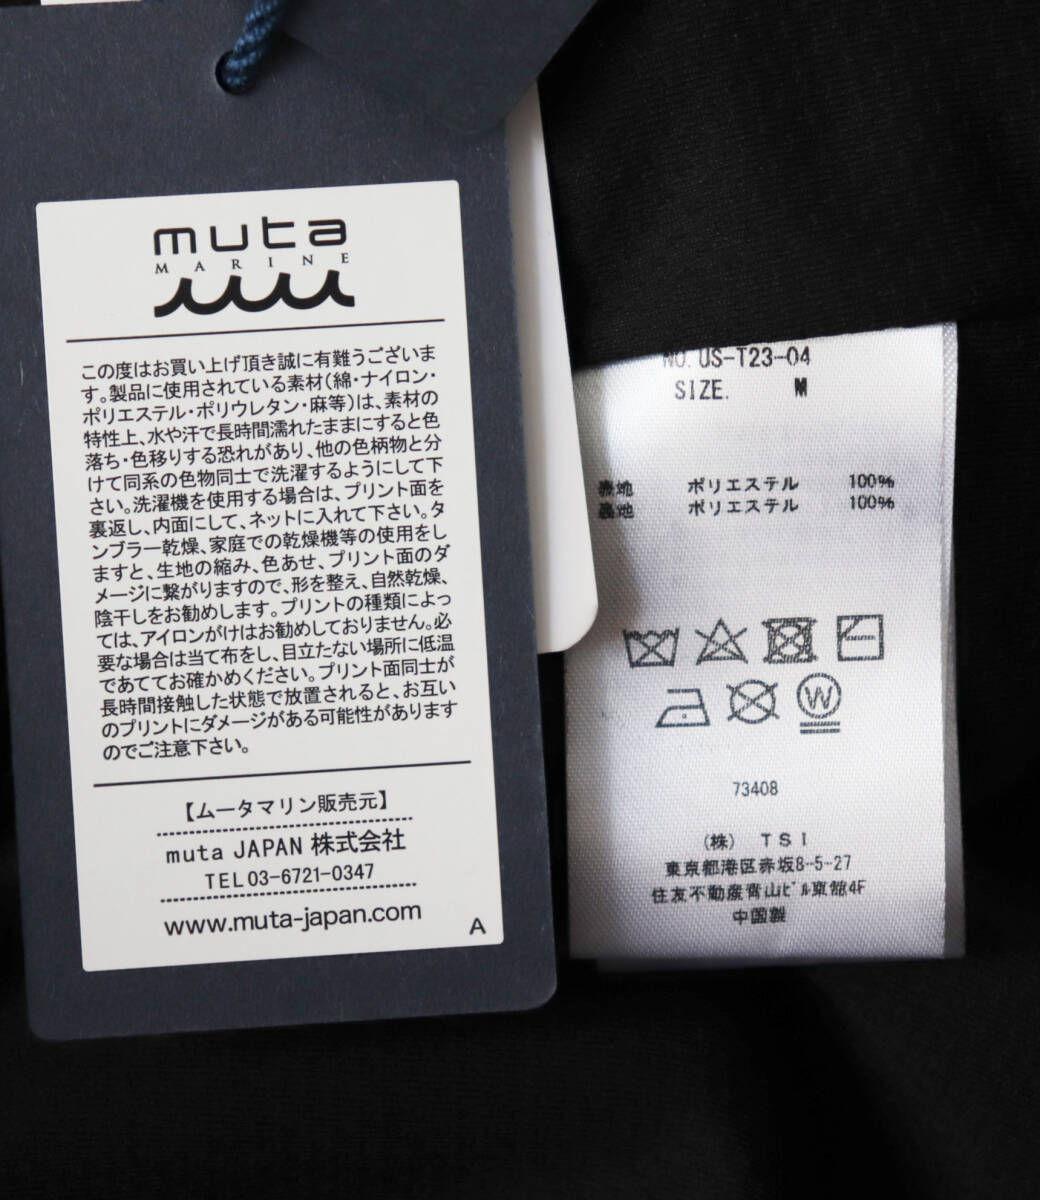 muta
MARINE
この度はお買い上げ頂き誠に有難うございま
す。製品に使用されている素材(綿・ナイロン・
ポリエステル・ポリウレタン・麻等)は、素材の
特性上、水や汗で長時間濡れたままにすると色
落ち・色移りする恐れがあり、他の色柄物と分
けて同系の色物同士で洗濯するようにして下
さい。洗濯機を使用する場合は、プリント面を
裏返し、内面にして、ネットに入れて下さい。タ
ンブラー乾燥、家庭での乾燥機等の使用をし
ますと、生地の縮み、色あせ、プリント面のダ
メージに繋がりますので、形を整え、自然乾燥、
陰干しをお勧めします。プリントの種類によっ
ては、アイロンがけはお勧めしておりません。必
要な場合は当て布をし、目立たない場所に低温
であててお確かめください。プリント面同士が
長時間接触した状態で放置されると、お互い
のプリントにダメージがある可能性があります
のでご注意下さい。
【ムータマリン販売元】
muta JAPAN 株式会社
TEL 03-6721-0347
www.muta-japan.com
A
NO. US-T23-04
SIZE. M
表地 ポリエステル 100%
裏地 ポリエステル 100%
W
73408
(株) TSI
東京都港区赤坂8-5-27
住友不動産青山ビル東館4F
中国製